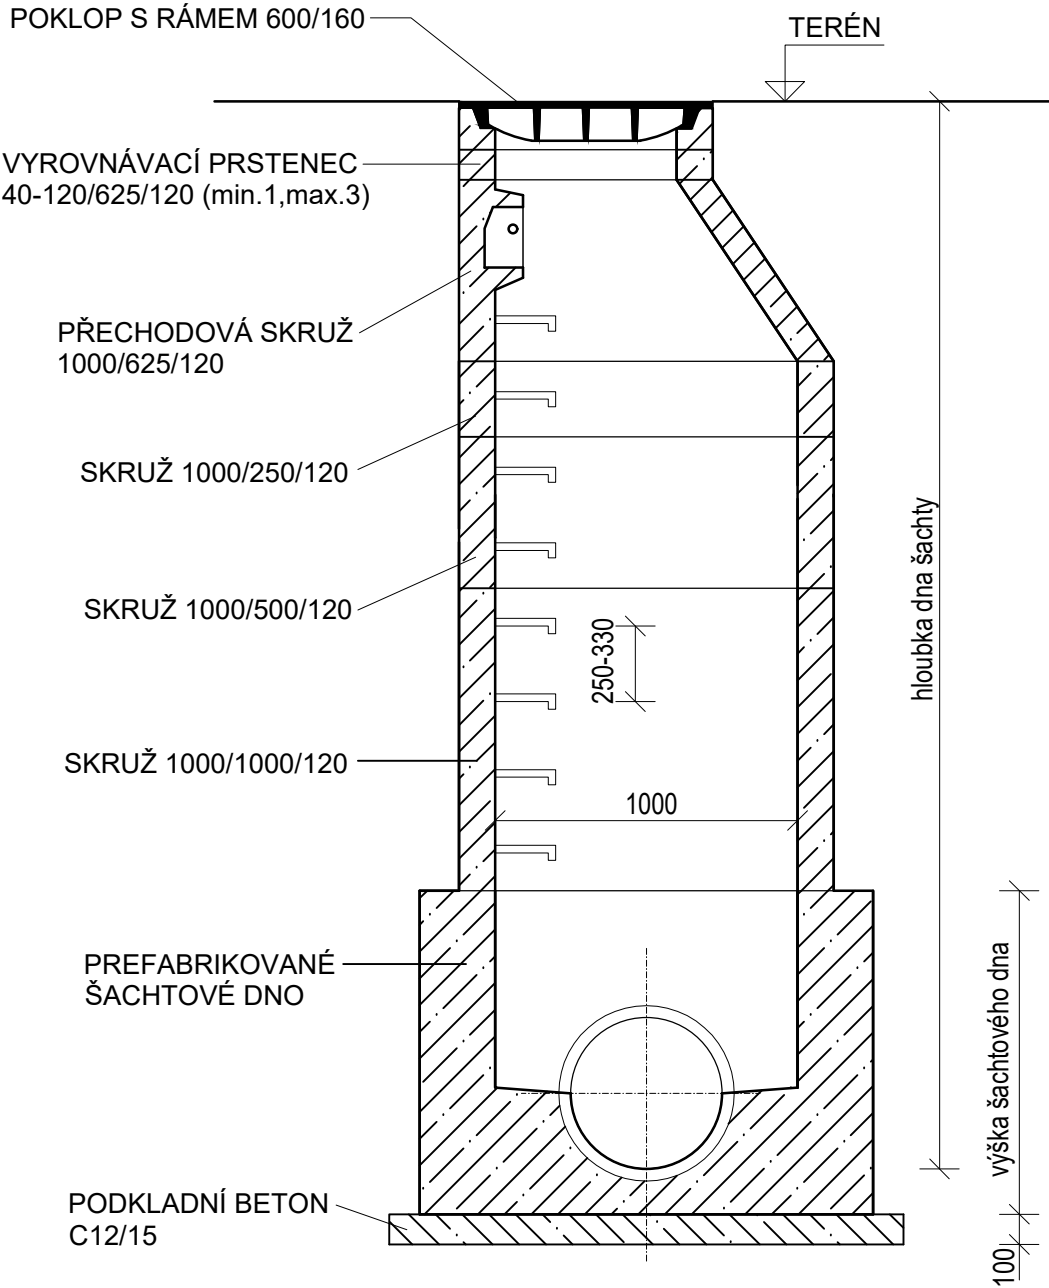 POKLOP S RÁMEM 600/160
TERÉN
VYROVNÁVACÍ PRSTENEC
40-120/625/120 (min.1,max.3)
PŘECHODOVÁ SKRUŽ
1000/625/120
SKRUŽ 1000/250/120
SKRUŽ 1000/500/120
250-330
hloubka dna šachty
SKRUŽ 1000/1000/120
1000
PREFABRIKOVANÉ
ŠACHTOVÉ DNO
výška šachtového dna
PODKLADNÍ BETON
C12/15
100